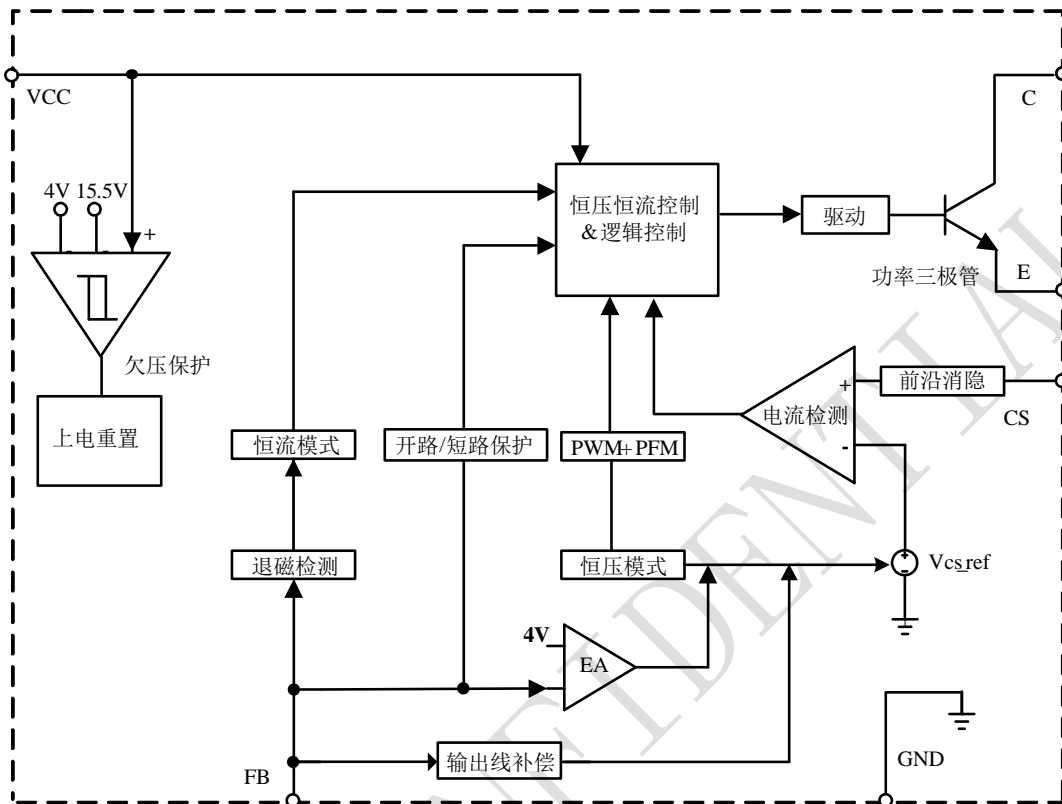 VCC
C
4V 15.5V
+
- -
恒压恒流控制
&逻辑控制
驱动
功率三极管
E
欠压保护
上电重置
恒流模式
开路/短路保护
PWM+PFM
电流检测
+
-
前沿消隐
CS
退磁检测
恒压模式
+
-
Vcs_ref
4V
EA
输出线补偿
FB
GND
NFIDENTIAL